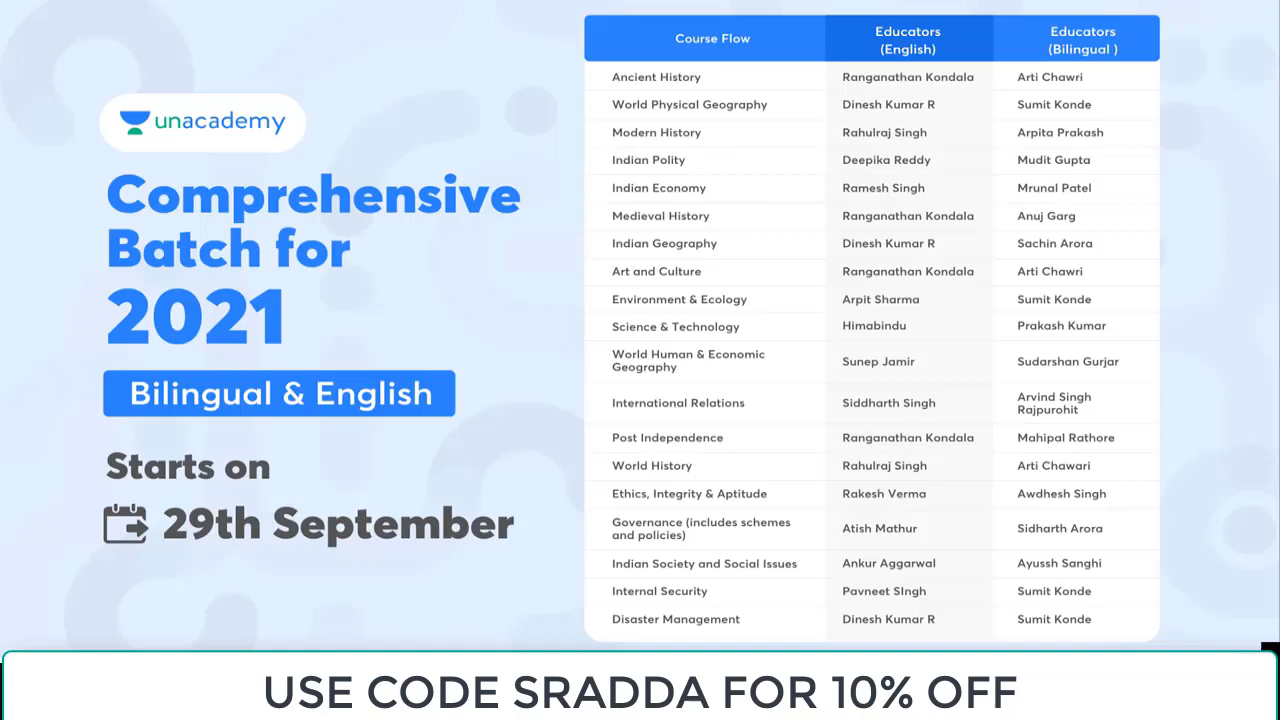 unacademy
Comprehensive
Batch for
2021
Bilingual & English
Starts on
29th September
Course Flow Educators (English) Educators (Bilingual )
Ancient History Ranganathan Kondala Arti Chawri
World Physical Geography Dinesh Kumar R Sumit Konde
Modern History Rahulraj Singh Arpita Prakash
Indian Polity Deepika Reddy Mudit Gupta
Indian Economy Ramesh Singh Mrunal Patel
Medieval History Ranganathan Kondala Anuj Garg
Indian Geography Dinesh Kumar R Sachin Arora
Art and Culture Ranganathan Kondala Arti Chawri
Environment & Ecology Arpit Sharma Sumit Konde
Science & Technology Himabindu Prakash Kumar
World Human & Economic Geography Sunep Jamir Sudarshan Gurjar
International Relations Siddharth Singh Arvind Singh Rajpurohit
Post Independence Ranganathan Kondala Mahipal Rathore
World History Rahulraj Singh Arti Chawari
Ethics, Integrity & Aptitude Rakesh Verma Awdhesh Singh
Governance (includes schemes and policies) Atish Mathur Sidharth Arora
Indian Society and Social Issues Ankur Aggarwal Ayussh Sanghi
Internal Security Pavneet SIngh Sumit Konde
Disaster Management Dinesh Kumar R Sumit Konde
USE CODE SRADDA FOR 10% OFF